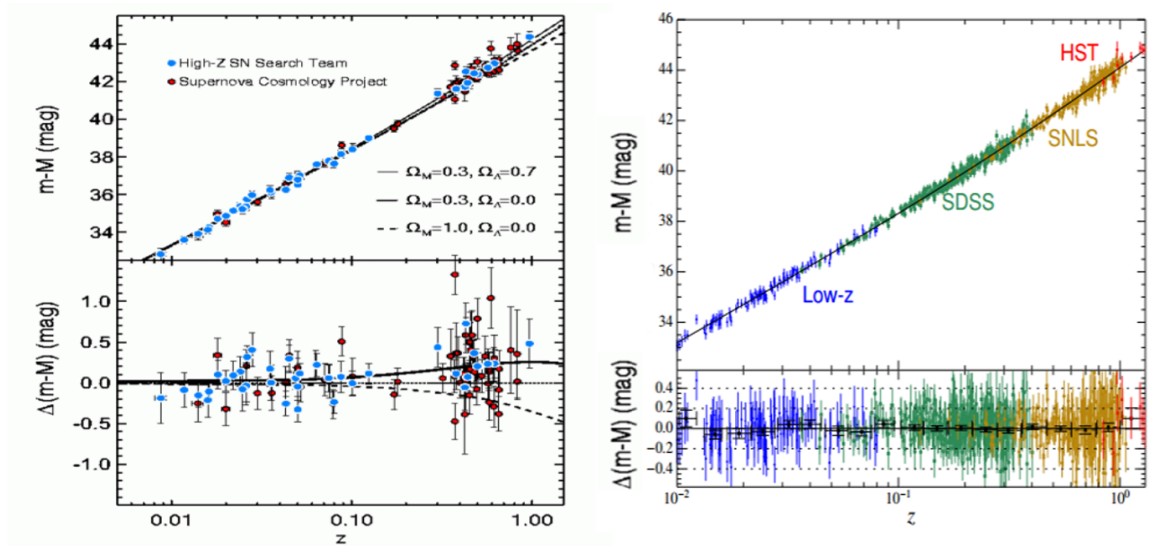 44
42
40
38
36
34
m-M (mag)
High-Z SN Search Team
Supernova Cosmology Project
Ω_M=0.3, Ω_Λ=0.7
Ω_M=0.3, Ω_Λ=0.0
Ω_M=1.0, Ω_Λ=0.0
1.0
0.5
0.0
-0.5
-1.0
Δ(m-M) (mag)
0.01
0.10
1.00
z
46
44
42
40
38
36
34
m-M (mag)
HST
SNLS
SDSS
Low-z
0.4
0.2
0.0
-0.2
-0.4
Δ(m-M) (mag)
10⁻²
10⁻¹
10⁰
z